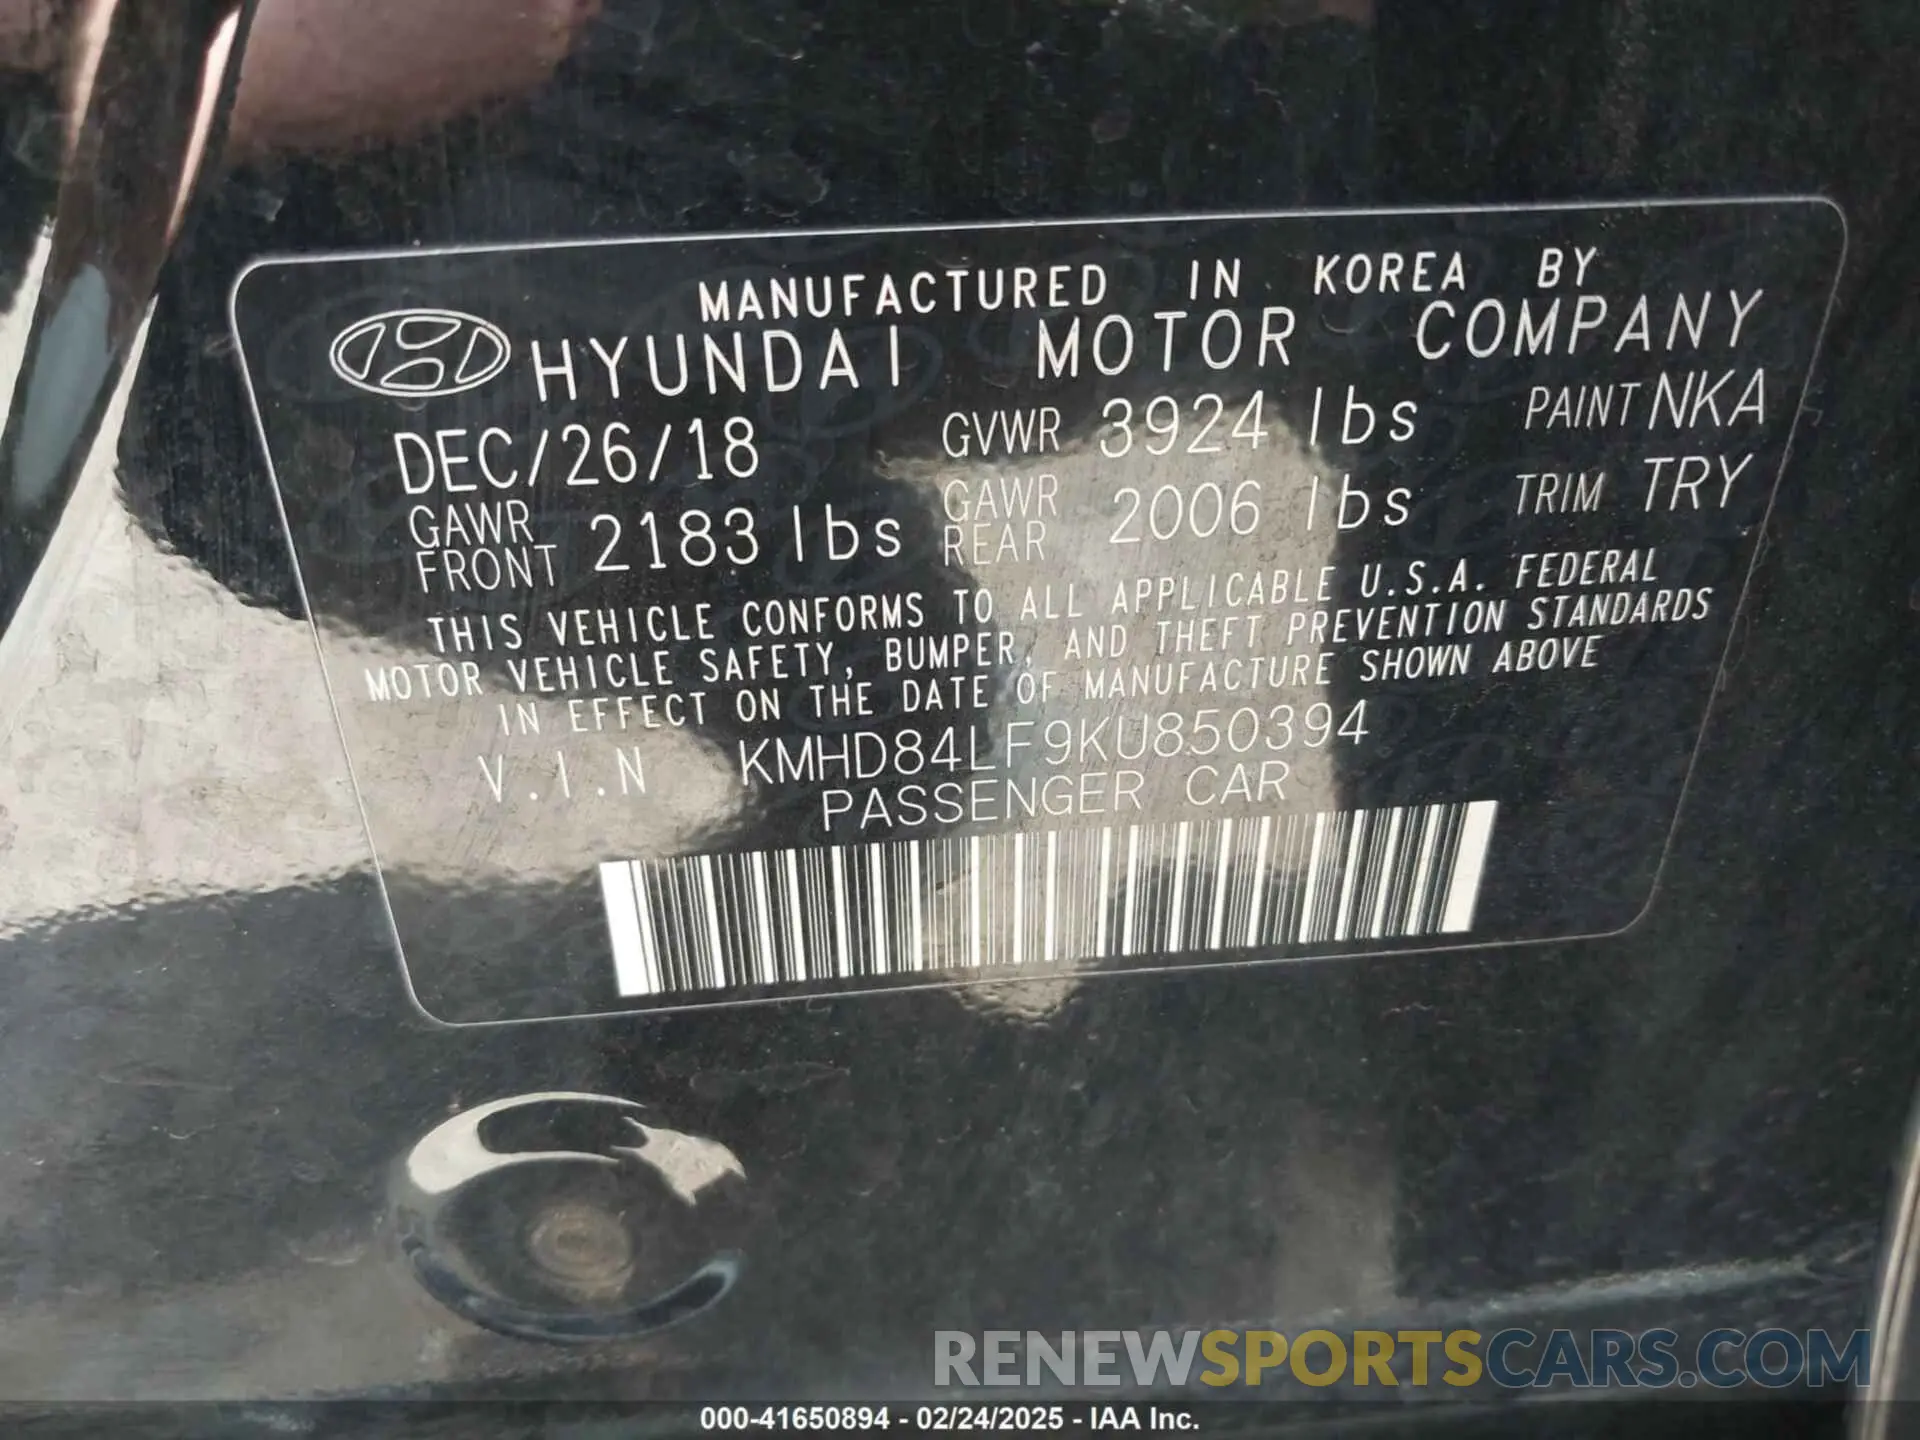 MANUFACTURED IN KOREA BY
HYUNDAI MOTOR COMPANY
DEC/26/18 GVWR 3924 lbs PAINT NKA
GAWR FRONT 2183 lbs GAWR REAR 2006 lbs TRIM TRY
THIS VEHICLE CONFORMS TO ALL APPLICABLE U.S.A. FEDERAL
MOTOR VEHICLE SAFETY, BUMPER, AND THEFT PREVENTION STANDARDS
IN EFFECT ON THE DATE OF MANUFACTURE SHOWN ABOVE
V.I.N KMHD84LF9KU850394
PASSENGER CAR
RENEWSPORTSCARS.COM
000-41650894 - 02/24/2025 - IAA Inc.